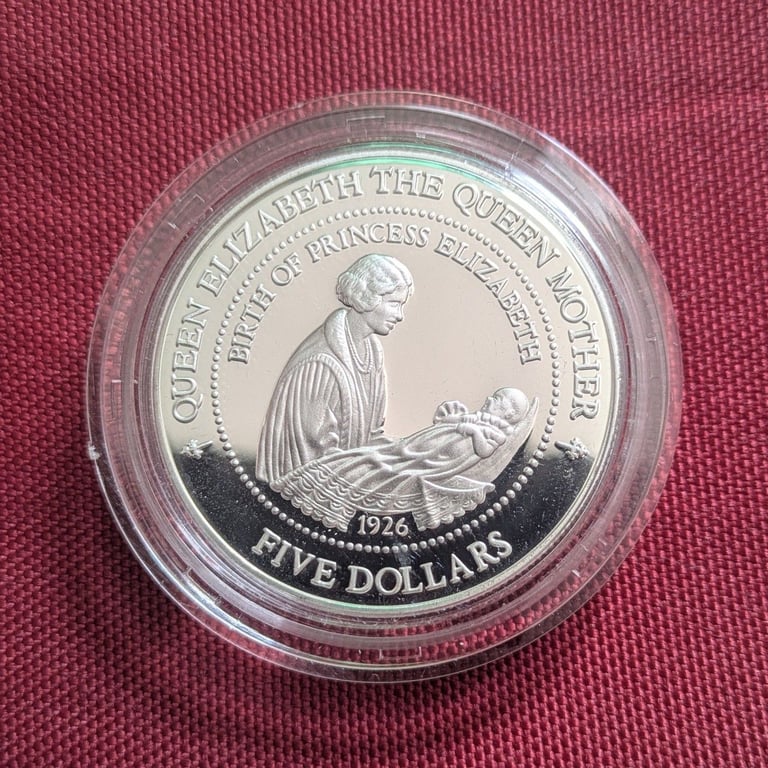 QUEEN ELIZABETH THE QUEEN MOTHER
BIRTH OF PRINCESS ELIZABETH
1926
FIVE DOLLARS